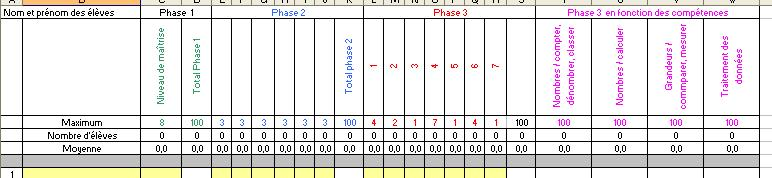 Nom et prénom des élèves Phase 1 Phase 2 Phase 3 Phase 3 en fonction des compétences
Niveau de maîtrise
Total Phase 1
Total phase 2
1 2 3 4 5 6 7
Nombres / compter, dénombrer, classer
Nombres / calculer
Grandeurs / commparer, mesurer
Traitement des données
Maximum 8 100 3 3 3 3 3 3 100 4 2 1 7 1 4 1 100 100 100 100 100
Nombre d'élèves 0 0 0 0 0 0 0 0 0 0 0 0 0 0 0 0 0 0 0 0 0
Moyenne 0,0 0,0 0,0 0,0 0,0 0,0 0,0 0,0 0,0 0,0 0,0 0,0 0,0 0,0 0,0 0,0 0,0 0,0 0,0 0,0 0,0
1